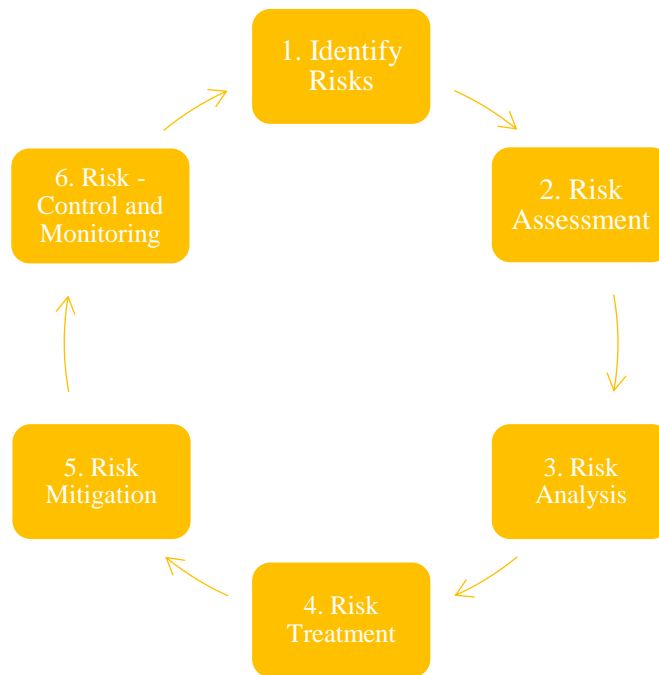 1. Identify
Risks
2. Risk
Assessment
3. Risk
Analysis
4. Risk
Treatment
5. Risk
Mitigation
6. Risk -
Control and
Monitoring